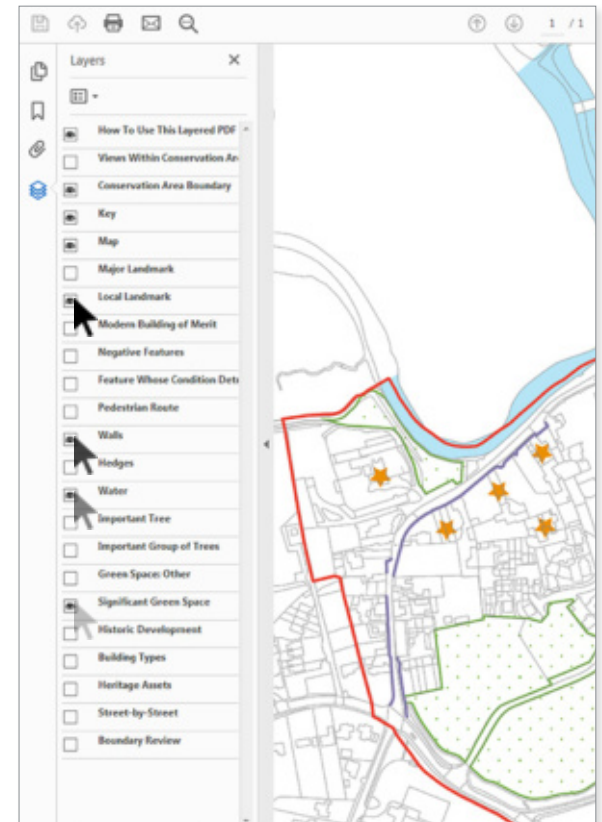 1 / 1
Layers
How To Use This Layered PDF
Views Within Conservation Are
Conservation Area Boundary
Key
Map
Major Landmark
Local Landmark
Modern Building of Merit
Negative Features
Feature Whose Condition Detr
Pedestrian Route
Walls
Hedges
Water
Important Tree
Important Group of Trees
Green Space: Other
Significant Green Space
Historic Development
Building Types
Heritage Assets
Street-by-Street
Boundary Review